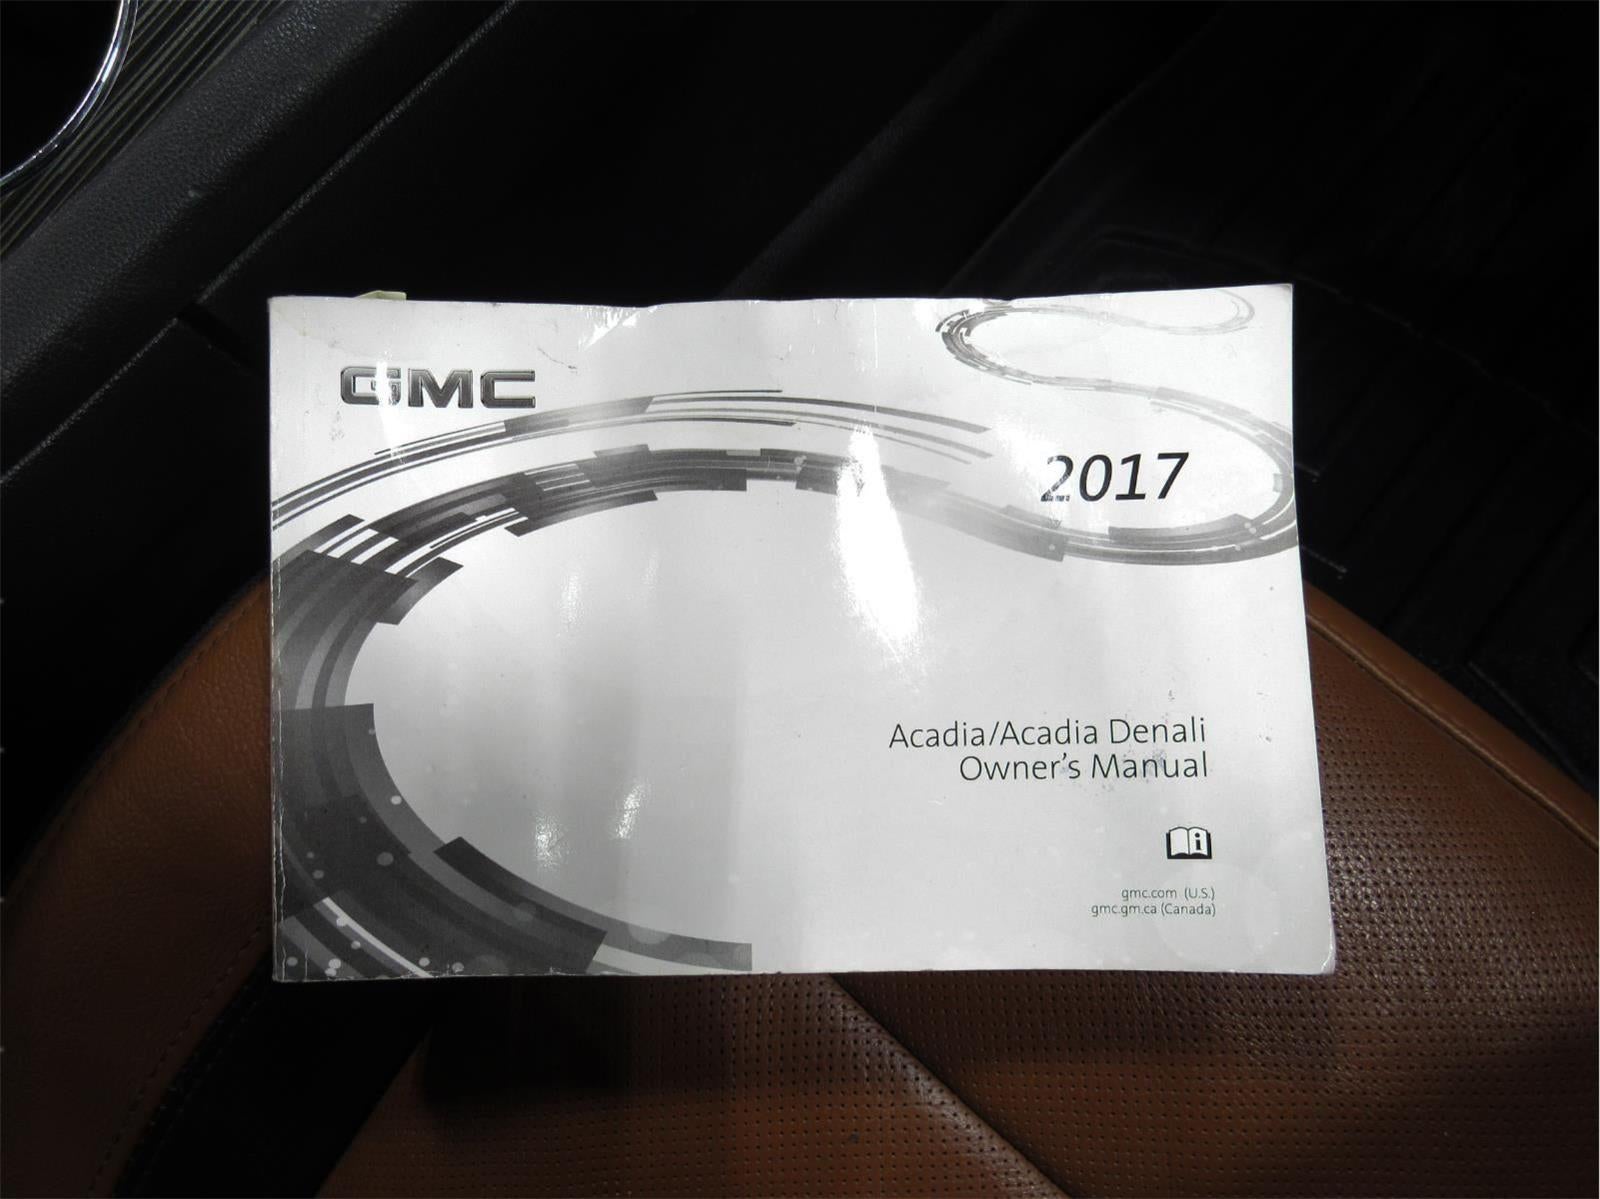 GMC
2017
Acadia/Acadia Denali
Owner's Manual
i
gmc.com (U.S.)
gmc.gm.ca (Canada)